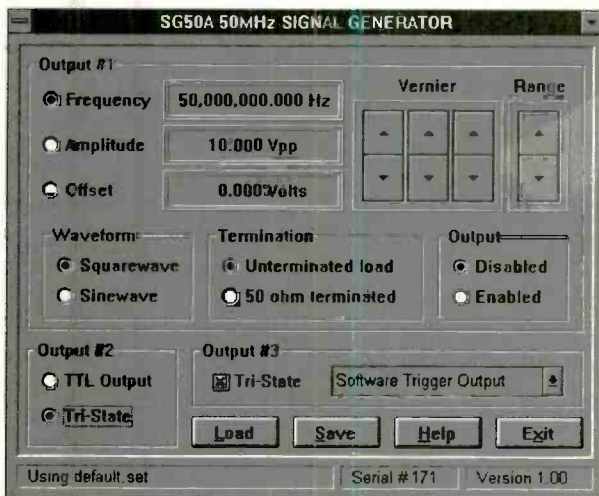 SG50A 50MHz SIGNAL GENERATOR
Output #1
Vernier
Range
Frequency
50,000,000.000 Hz
Amplitude
10.000 Vpp
Offset
0.000 Volts
Waveform
Termination
Output
Squarewave
Unterminated load
Disabled
Sinewave
50 ohm terminated
Enabled
Output #2
Output #3
TTL Output
Tri-State
Software Trigger Output
Tri-State
Load
Save
Help
Exit
Using default.set
Serial #171
Version 1.00